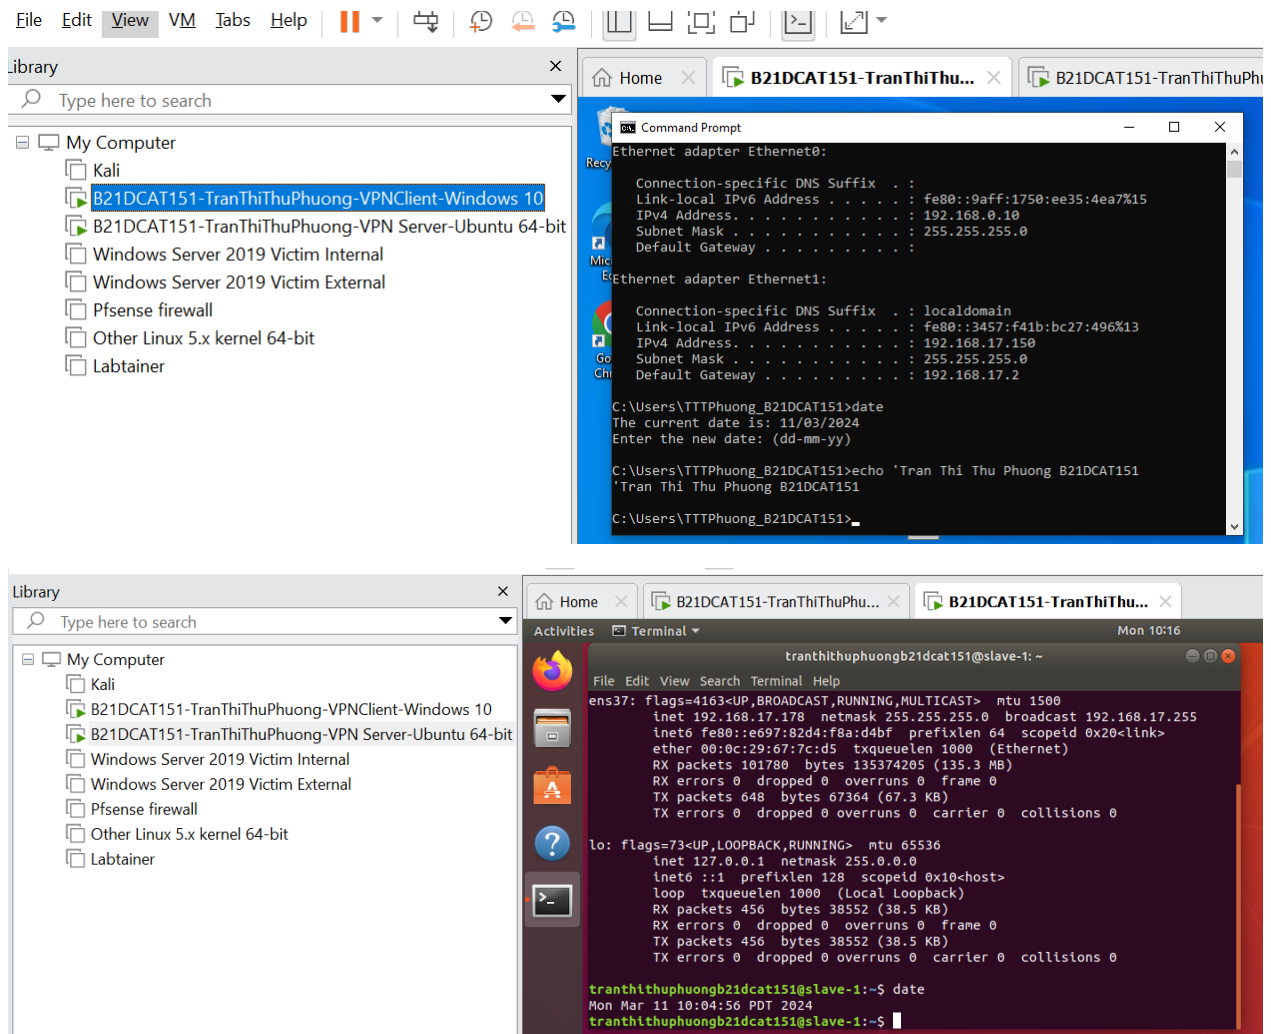 File Edit View VM Tabs Help
Library
Type here to search
My Computer
Kali
B21DCAT151-TranThiThuPhuong-VPNClient-Windows 10
B21DCAT151-TranThiThuPhuong-VPN Server-Ubuntu 64-bit
Windows Server 2019 Victim Internal
Windows Server 2019 Victim External
Pfsense firewall
Other Linux 5.x kernel 64-bit
Labtainer
Home
B21DCAT151-TranThiThu...
B21DCAT151-TranThiThuPhu
Recy
Mic
E
Go
Ch
Command Prompt
Ethernet adapter Ethernet0:
Connection-specific DNS Suffix . :
Link-local IPv6 Address . . . . . : fe80::9aff:1750:ee35:4ea7%15
IPv4 Address. . . . . . . . . . . : 192.168.0.10
Subnet Mask . . . . . . . . . . . : 255.255.255.0
Default Gateway . . . . . . . . . :
Ethernet adapter Ethernet1:
Connection-specific DNS Suffix . : localdomain
Link-local IPv6 Address . . . . . : fe80::3457:f41b:bc27:496%13
IPv4 Address. . . . . . . . . . . : 192.168.17.150
Subnet Mask . . . . . . . . . . . : 255.255.255.0
Default Gateway . . . . . . . . . : 192.168.17.2
C:\Users\TTTPhuong_B21DCAT151>date
The current date is: 11/03/2024
Enter the new date: (dd-mm-yy)
C:\Users\TTTPhuong_B21DCAT151>echo 'Tran Thi Thu Phuong B21DCAT151
'Tran Thi Thu Phuong B21DCAT151
C:\Users\TTTPhuong_B21DCAT151>
Library
Type here to search
My Computer
Kali
B21DCAT151-TranThiThuPhuong-VPNClient-Windows 10
B21DCAT151-TranThiThuPhuong-VPN Server-Ubuntu 64-bit
Windows Server 2019 Victim Internal
Windows Server 2019 Victim External
Pfsense firewall
Other Linux 5.x kernel 64-bit
Labtainer
Home
B21DCAT151-TranThiThuPhu...
B21DCAT151-TranThiThu...
Activities Terminal Mon 10:16
tranthithuphuongb21dcat151@slave-1: ~
File Edit View Search Terminal Help
ens37: flags=4163<UP,BROADCAST,RUNNING,MULTICAST> mtu 1500
inet 192.168.17.178 netmask 255.255.255.0 broadcast 192.168.17.255
inet6 fe80::e697:82d4:f8a:d4bf prefixlen 64 scopeid 0x20<link>
ether 00:0c:29:67:7c:d5 txqueuelen 1000 (Ethernet)
RX packets 101780 bytes 135374205 (135.3 MB)
RX errors 0 dropped 0 overruns 0 frame 0
TX packets 648 bytes 67364 (67.3 KB)
TX errors 0 dropped 0 overruns 0 carrier 0 collisions 0
lo: flags=73<UP,LOOPBACK,RUNNING> mtu 65536
inet 127.0.0.1 netmask 255.0.0.0
inet6 ::1 prefixlen 128 scopeid 0x10<host>
loop txqueuelen 1000 (Local Loopback)
RX packets 456 bytes 38552 (38.5 KB)
RX errors 0 dropped 0 overruns 0 frame 0
TX packets 456 bytes 38552 (38.5 KB)
TX errors 0 dropped 0 overruns 0 carrier 0 collisions 0
tranthithuphuongb21dcat151@slave-1:~$ date
Mon Mar 11 10:04:56 PDT 2024
tranthithuphuongb21dcat151@slave-1:~$